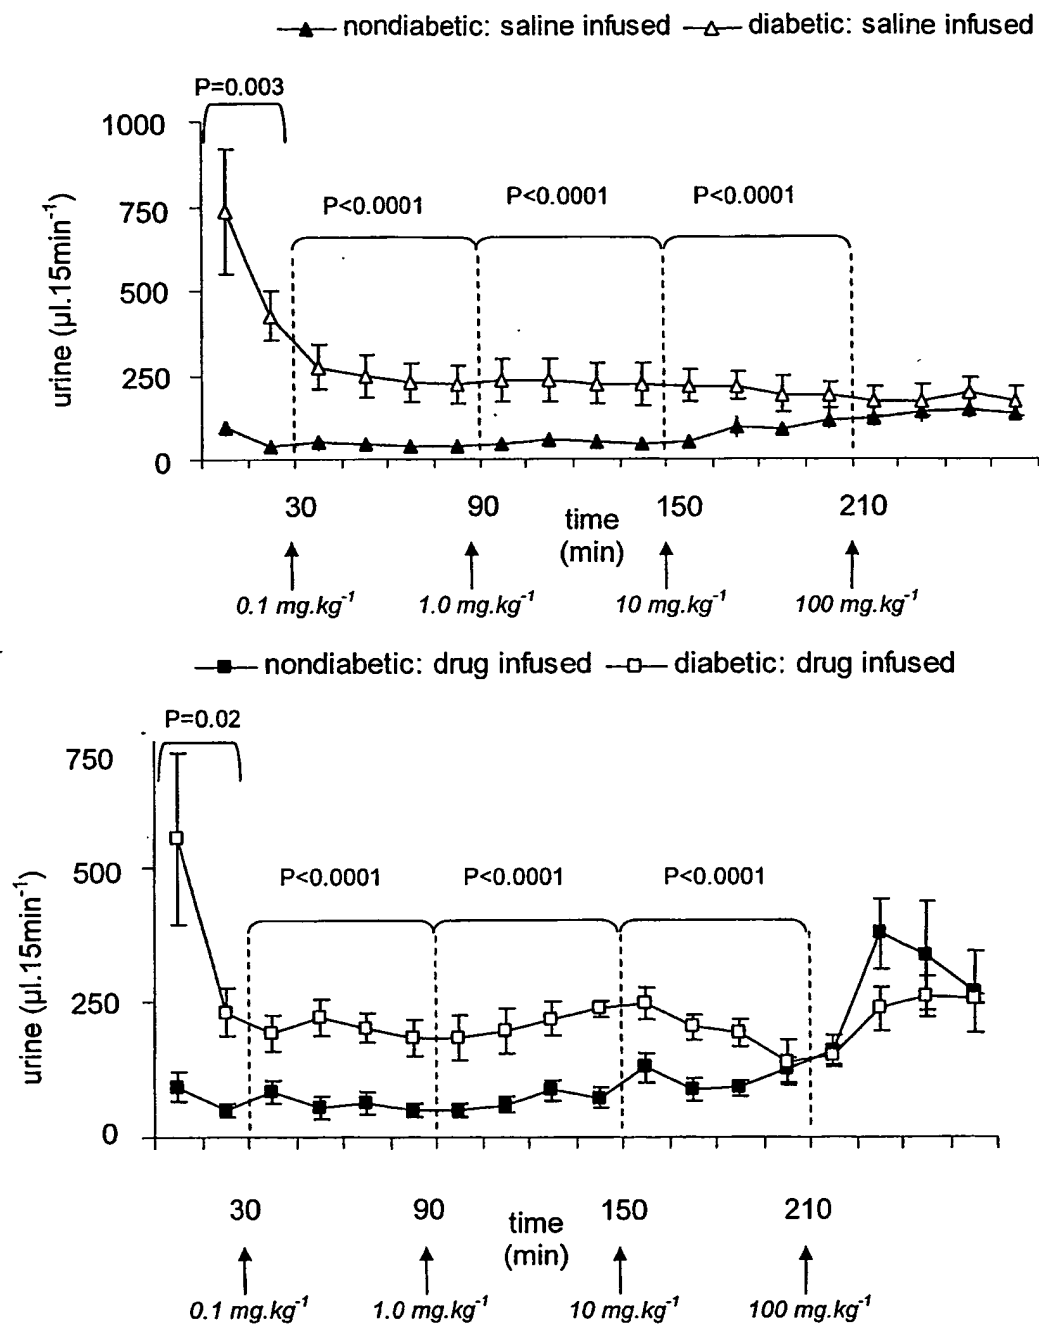 nondiabetic: saline infused diabetic: saline infused
P=0.003
1000
750
500
250
0
urine (µl.15min⁻¹)
P<0.0001 P<0.0001 P<0.0001
30 90 150 210
time
(min)
0.1 mg.kg⁻¹ 1.0 mg.kg⁻¹ 10 mg.kg⁻¹ 100 mg.kg⁻¹
nondiabetic: drug infused diabetic: drug infused
P=0.02
750
500
250
0
urine (µl.15min⁻¹)
P<0.0001 P<0.0001 P<0.0001
30 90 150 210
time
(min)
0.1 mg.kg⁻¹ 1.0 mg.kg⁻¹ 10 mg.kg⁻¹ 100 mg.kg⁻¹